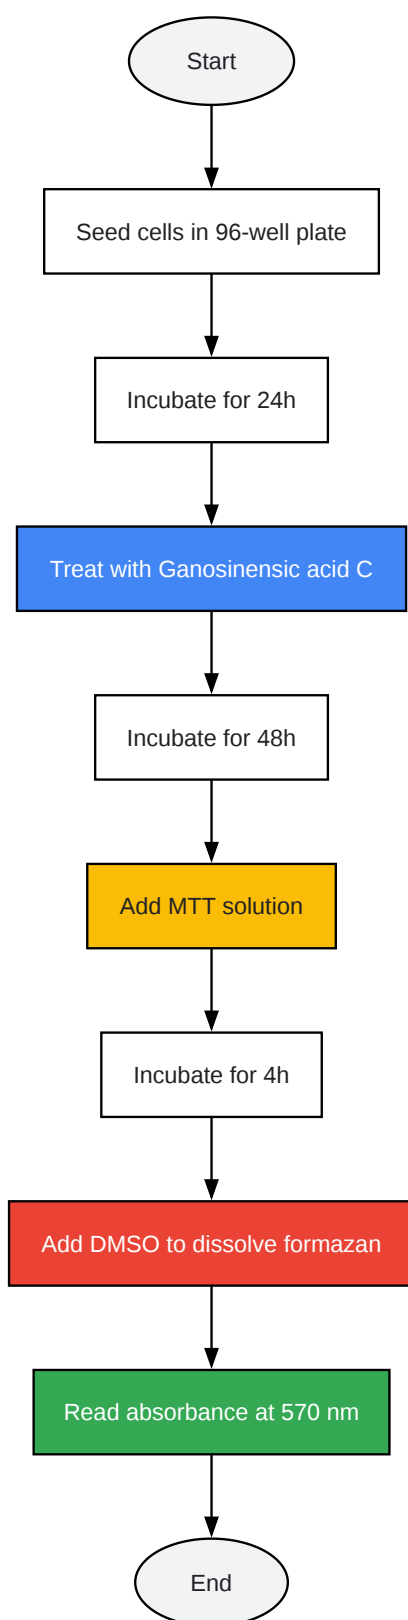 Start
Seed cells in 96-well plate
Incubate for 24h
Treat with Ganosinensic acid C
Incubate for 48h
Add MTT solution
Incubate for 4h
Add DMSO to dissolve formazan
Read absorbance at 570 nm
End